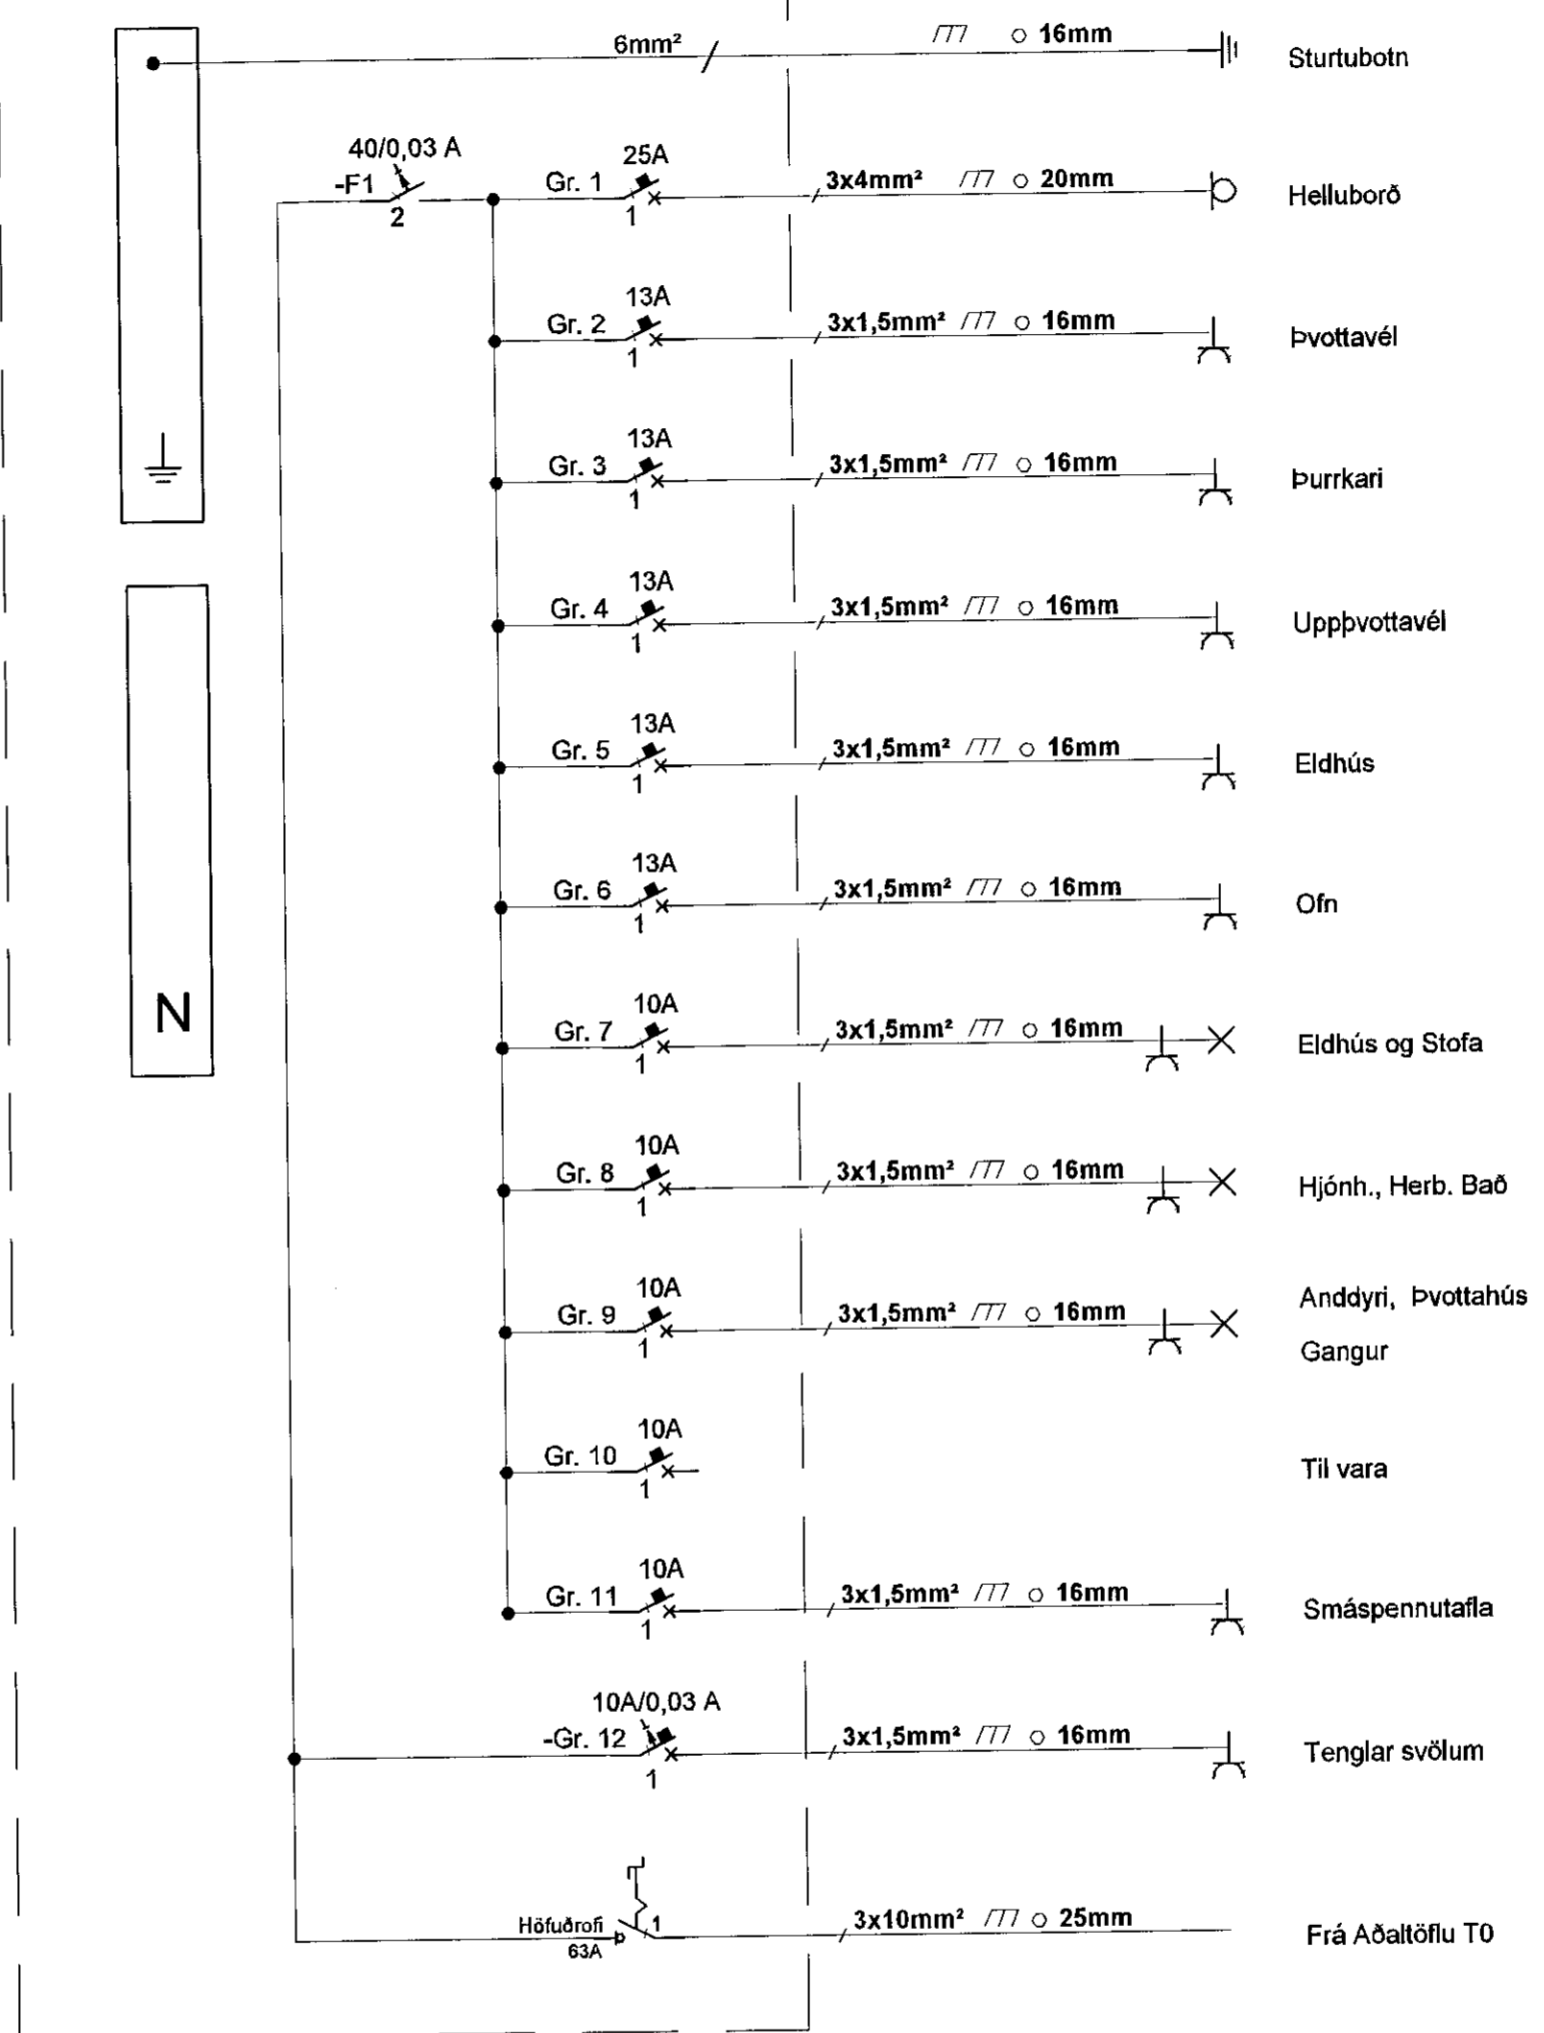 6mm² 16mm Sturtubotn
40/0,03 A
-F1
2
25A
Gr. 1
1
3x4mm² 20mm Helluborð
13A
Gr. 2
1
3x1,5mm² 16mm Þvottavél
13A
Gr. 3
1
3x1,5mm² 16mm Þurrkari
13A
Gr. 4
1
3x1,5mm² 16mm Uppþvottavél
13A
Gr. 5
1
3x1,5mm² 16mm Eldhús
13A
Gr. 6
1
3x1,5mm² 16mm Ofn
N
10A
Gr. 7
1
3x1,5mm² 16mm Eldhús og Stofa
10A
Gr. 8
1
3x1,5mm² 16mm Hjónh., Herb. Bað
10A
Gr. 9
1
3x1,5mm² 16mm Anddyri, Þvottahús
Gangur
10A
Gr. 10
1
Til vara
10A
Gr. 11
1
3x1,5mm² 16mm Smáspennutafla
10A/0,03 A
-Gr. 12
1
3x1,5mm² 16mm Tenglar svölum
Höfuðrofi 1
63A
3x10mm² 25mm Frá Aðaltöflu T0